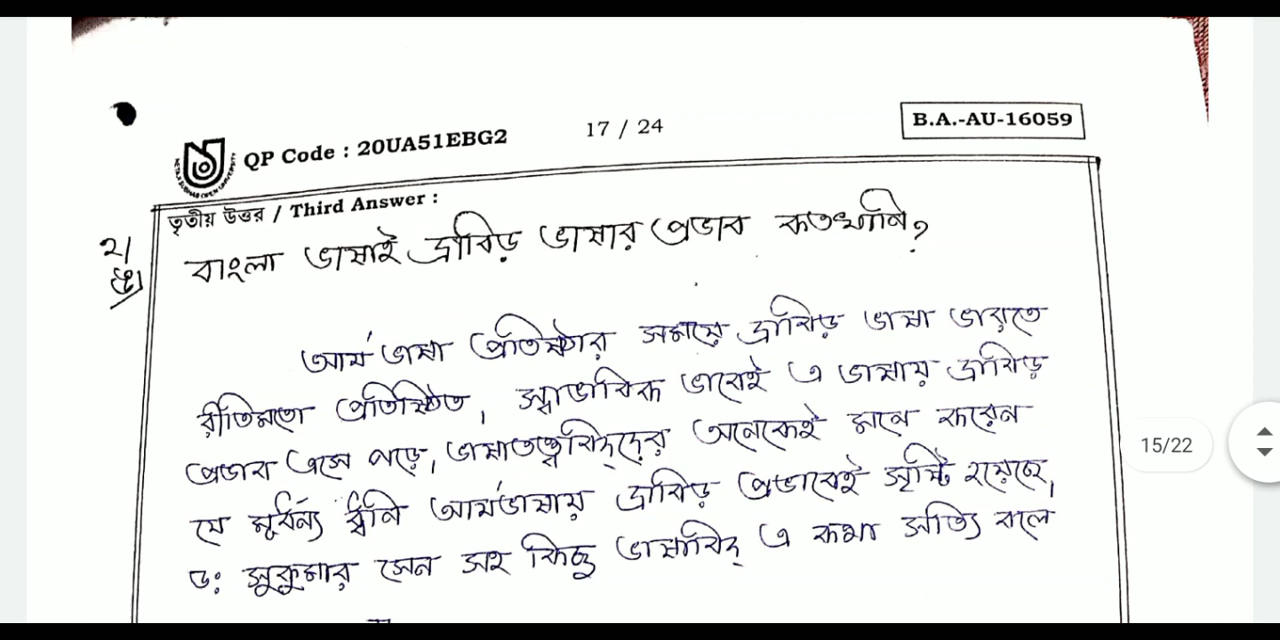 QP Code : 20UA51EBG2
17 / 24
B.A.-AU-16059
তৃতীয় উত্তর / Third Answer :
২।
বাংলা ভাষাই দ্রাবিড় ভাষার প্রভাব কতখানি?
আর্য ভাষা প্রতিষ্ঠার সময়ে দ্রাবিড় ভাষা ভারতে
রীতিমতো প্রতিষ্ঠিত, স্বাভাবিক ভাবেই এ ভাষায় দ্রাবিড়
প্রভাব এসে পড়ে, ভাষাতত্ত্ববিদ্‌দের অনেকেই মনে করেন
যে মূর্ধন্য ধ্বনি আর্যভাষায় দ্রাবিড় প্রভাবেই সৃষ্টি হয়েছে,
ডঃ সুকুমার সেন সহ কিছু ভাষাবিদ্ এ কথা সত্যি বলে
15/22